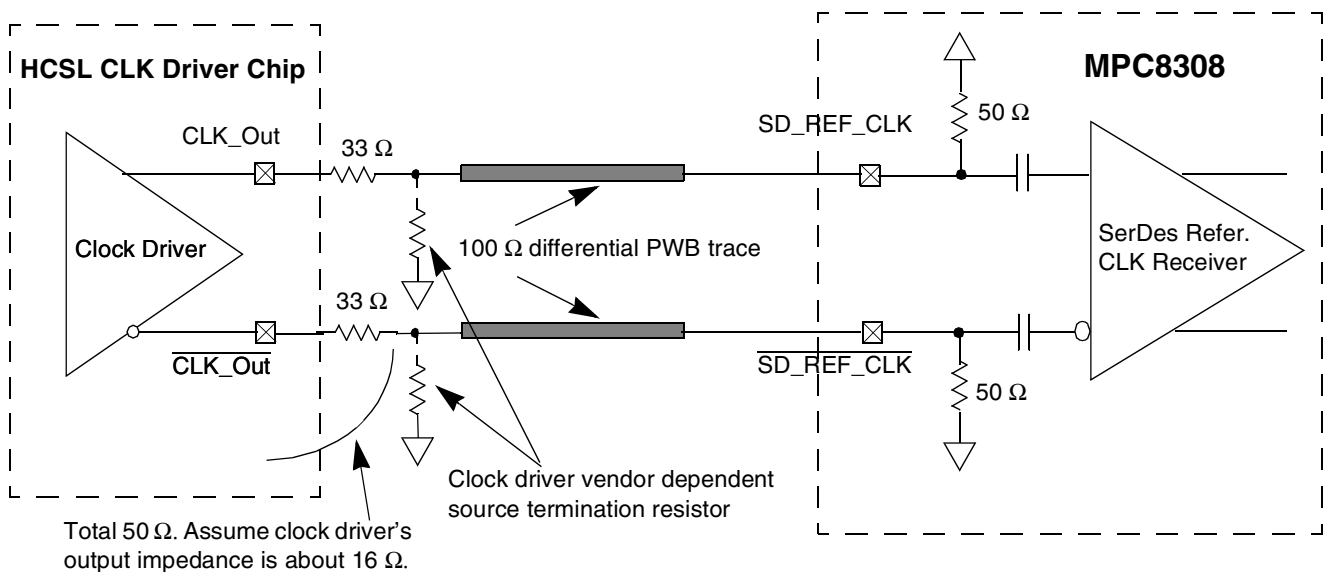 HCSL CLK Driver Chip
MPC8308
CLK_Out
33 Ω
SD_REF_CLK
50 Ω
Clock Driver
100 Ω differential PWB trace
SerDes Refer.
CLK Receiver
33 Ω
CLK_Out
SD_REF_CLK
50 Ω
Clock driver vendor dependent
source termination resistor
Total 50 Ω. Assume clock driver's
output impedance is about 16 Ω.